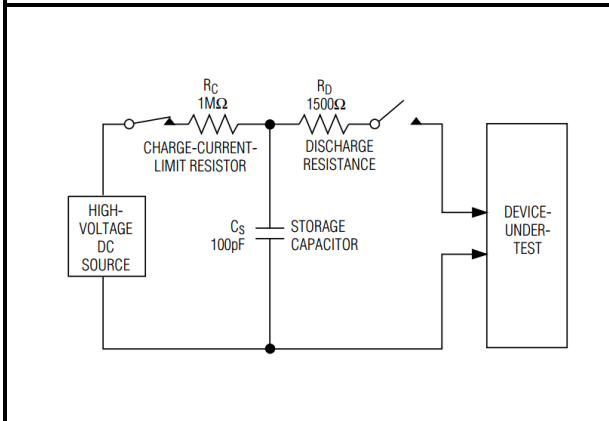 RC
1MΩ
CHARGE-CURRENT-
LIMIT RESISTOR
RD
1500Ω
DISCHARGE
RESISTANCE
HIGH-
VOLTAGE
DC
SOURCE
CS
100pF
STORAGE
CAPACITOR
DEVICE-
UNDER-
TEST